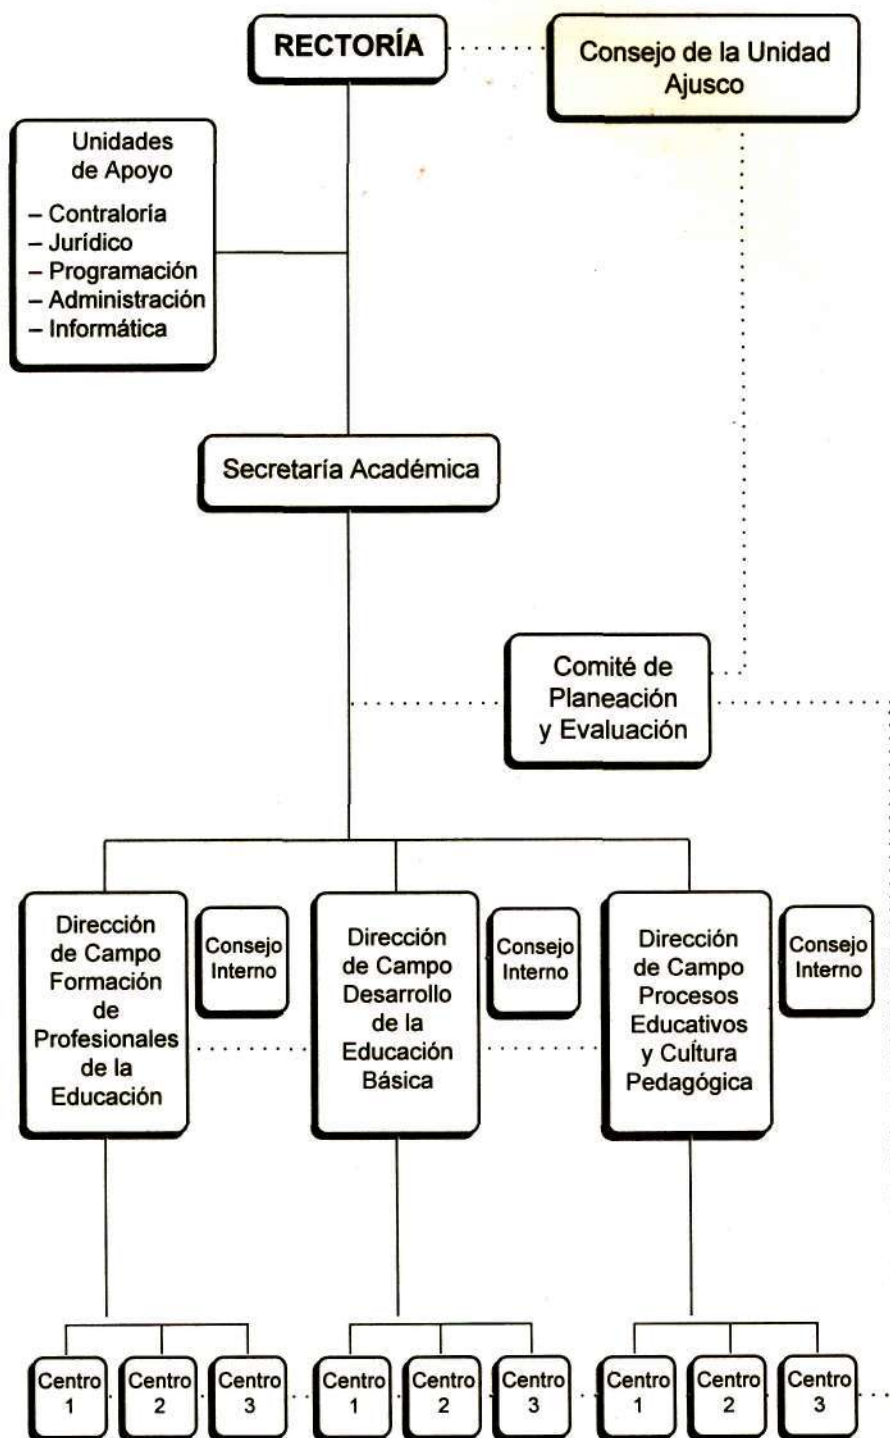 RECTORÍA
Consejo de la Unidad
Ajusco
Unidades
de Apoyo
– Contraloría
– Jurídico
– Programación
– Administración
– Informática
Secretaría Académica
Comité de
Planeación
y Evaluación
Dirección
de Campo
Formación
de
Profesionales
de la
Educación
Consejo
Interno
Dirección
de Campo
Desarrollo
de la
Educación
Básica
Consejo
Interno
Dirección
de Campo
Procesos
Educativos
y Cultura
Pedagógica
Consejo
Interno
Centro
1
Centro
2
Centro
3
Centro
1
Centro
2
Centro
3
Centro
1
Centro
2
Centro
3